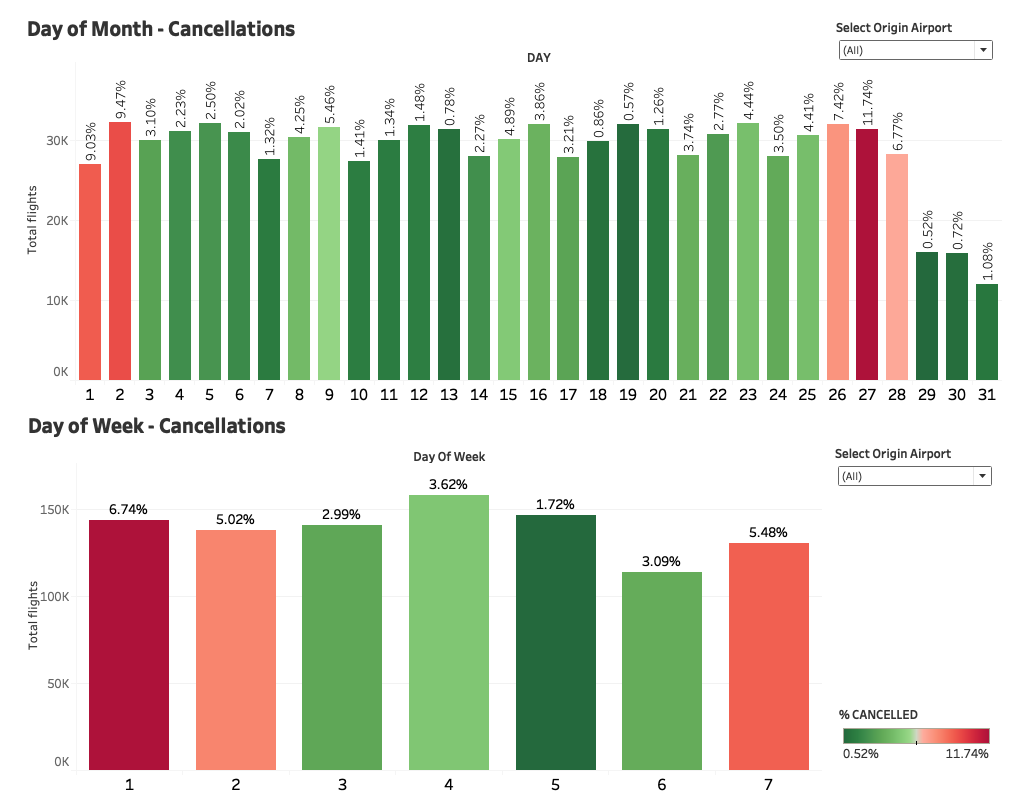 Day of Month - Cancellations
Select Origin Airport
(All)
DAY
Total flights
30K
20K
10K
0K
9.03% 9.47% 3.10% 2.23% 2.50% 2.02% 1.32% 4.25% 5.46% 1.41% 1.34% 1.48% 0.78% 2.27% 4.89% 3.86% 3.21% 0.86% 0.57% 1.26% 3.74% 2.77% 4.44% 3.50% 4.41% 7.42% 11.74% 6.77% 0.52% 0.72% 1.08%
1 2 3 4 5 6 7 8 9 10 11 12 13 14 15 16 17 18 19 20 21 22 23 24 25 26 27 28 29 30 31
Day of Week - Cancellations
Select Origin Airport
(All)
Day Of Week
Total flights
150K
100K
50K
0K
6.74% 5.02% 2.99% 3.62% 1.72% 3.09% 5.48%
1 2 3 4 5 6 7
% CANCELLED
0.52% 11.74%